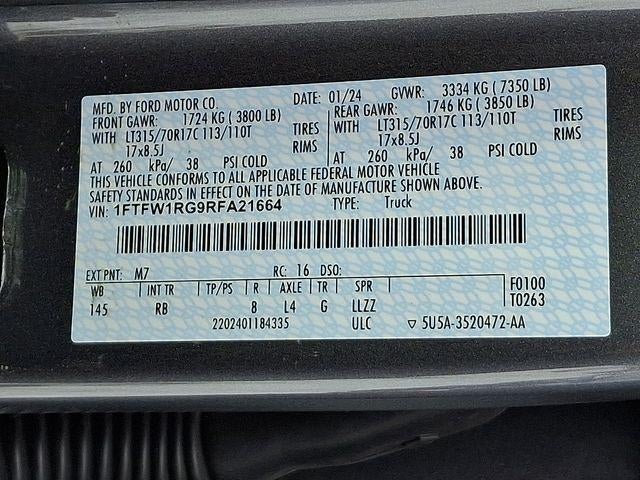 MFD. BY FORD MOTOR CO. DATE: 01/24 GVWR: 3334 KG ( 7350 LB)
FRONT GAWR: 1724 KG ( 3800 LB) REAR GAWR: 1746 KG ( 3850 LB)
WITH LT315/70R17C 113/110T TIRES WITH LT315/70R17C 113/110T TIRES
17x8.5J RIMS 17x8.5J RIMS
AT 260 kPa/ 38 PSI COLD AT 260 kPa/ 38 PSI COLD
THIS VEHICLE CONFORMS TO ALL APPLICABLE FEDERAL MOTOR VEHICLE
SAFETY STANDARDS IN EFFECT ON THE DATE OF MANUFACTURE SHOWN ABOVE.
VIN: 1FTFW1RG9RFA21664 TYPE: Truck
EXT PNT: M7 RC: 16 DSO:
WB INT TR TP/PS R AXLE TR SPR F0100
145 RB 8 L4 G LLZZ T0263
2202401184335 ULC ▽ 5U5A-3520472-AA